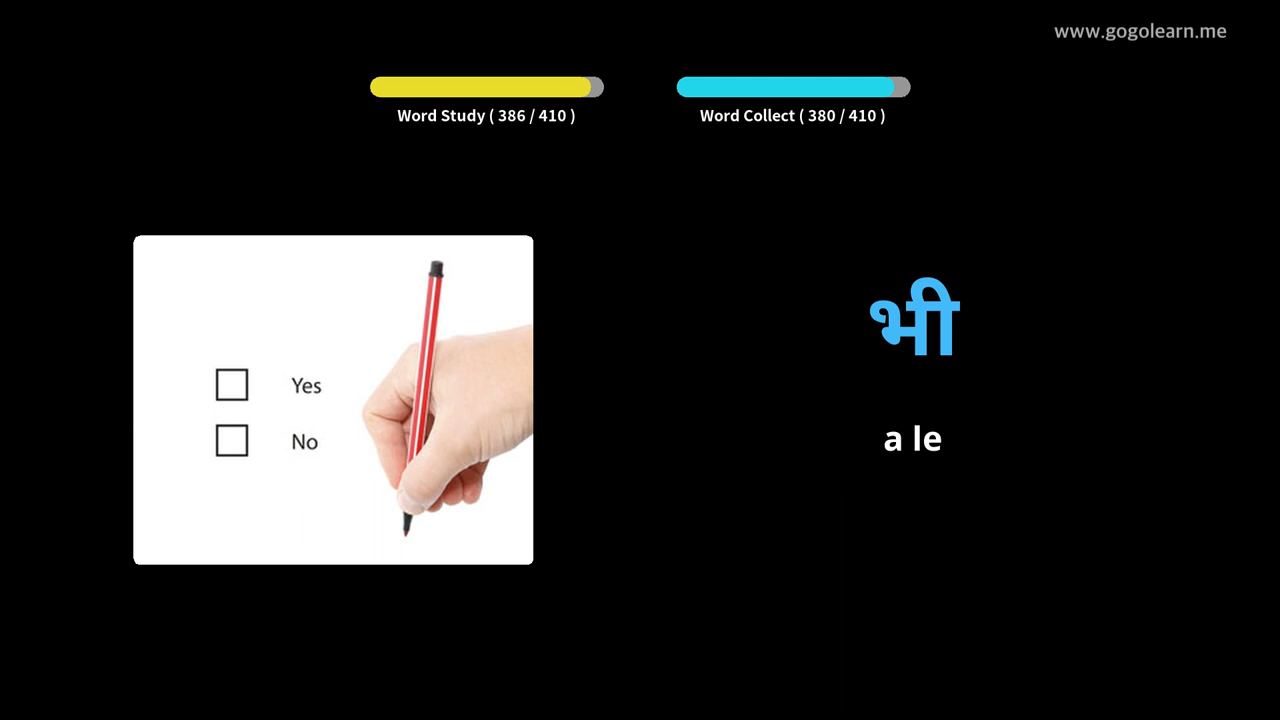 www.gogolearn.me
Word Study ( 386 / 410 )
Word Collect ( 380 / 410 )
Yes
No
भी
a le